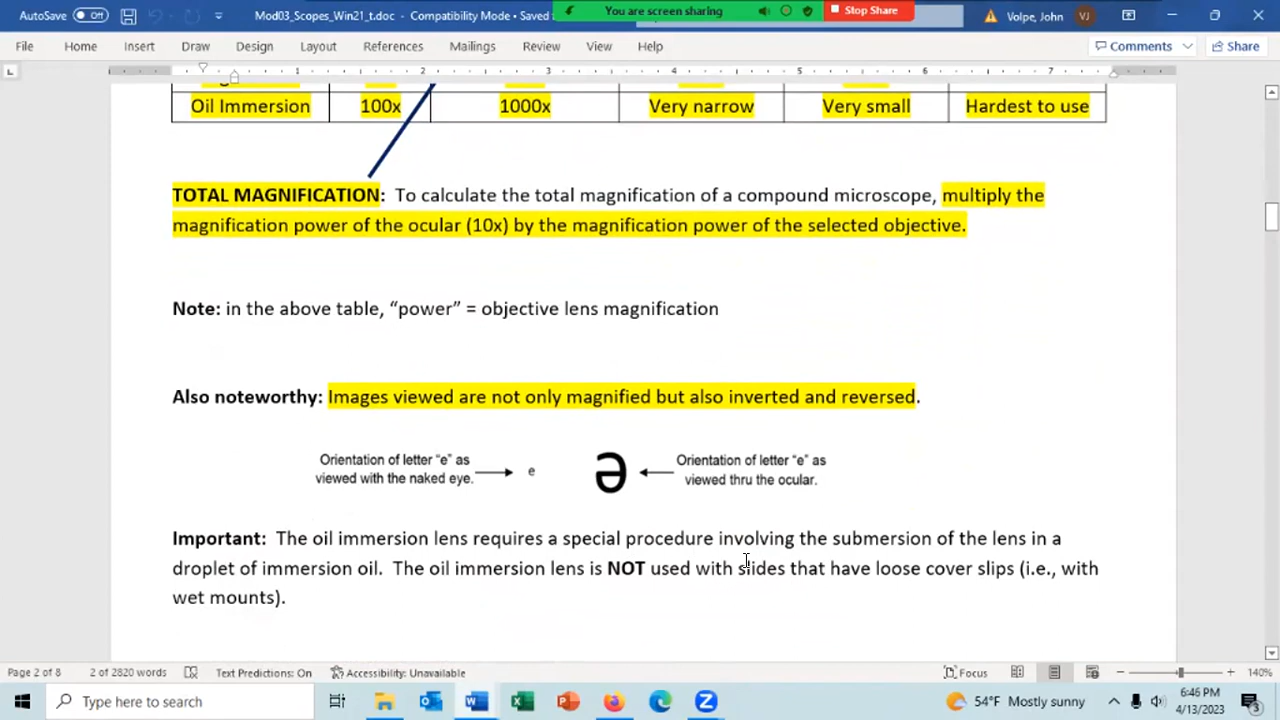 AutoSave Off Mod03_Scopes_Win21_t.doc - Compatibility Mode - Saved You are screen sharing Stop Share Volpe, John VJ
File Home Insert Draw Design Layout References Mailings Review View Help Comments Share
1 2 3 4 5 6 7
Oil Immersion 100x 1000x Very narrow Very small Hardest to use
TOTAL MAGNIFICATION: To calculate the total magnification of a compound microscope, multiply the
magnification power of the ocular (10x) by the magnification power of the selected objective.
Note: in the above table, “power” = objective lens magnification
Also noteworthy: Images viewed are not only magnified but also inverted and reversed.
Orientation of letter “e” as
viewed with the naked eye.
e
ə
Orientation of letter “e” as
viewed thru the ocular.
Important: The oil immersion lens requires a special procedure involving the submersion of the lens in a
droplet of immersion oil. The oil immersion lens is NOT used with slides that have loose cover slips (i.e., with
wet mounts).
Page 2 of 8 2 of 2820 words Text Predictions: On Accessibility: Unavailable Focus 140%
Type here to search 54°F Mostly sunny 6:46 PM
4/13/2023 3